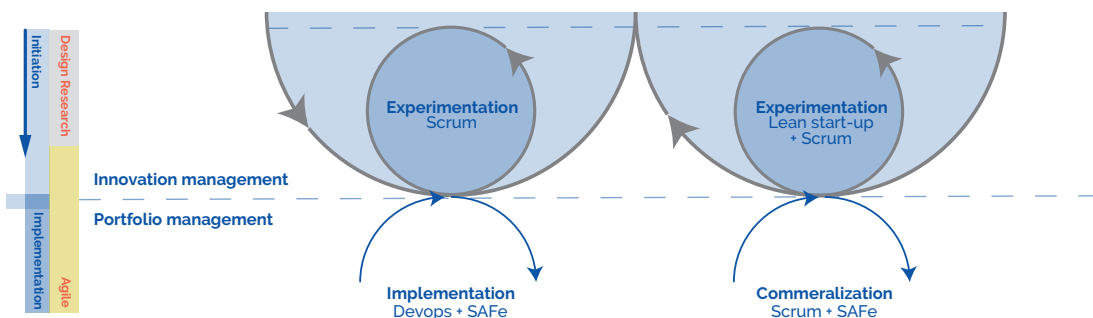 Initiation
Design Research
Implementation
Agile
Innovation management
Portfolio management
Experimentation
Scrum
Implementation
Devops + SAFe
Experimentation
Lean start-up
+ Scrum
Commeralization
Scrum + SAFe